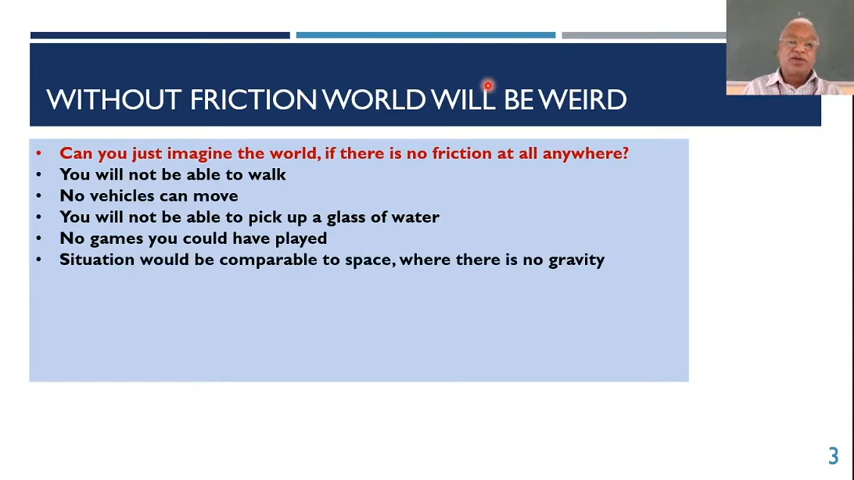 WITHOUT FRICTION WORLD WILL BE WEIRD
• Can you just imagine the world, if there is no friction at all anywhere?
• You will not be able to walk
• No vehicles can move
• You will not be able to pick up a glass of water
• No games you could have played
• Situation would be comparable to space, where there is no gravity
3